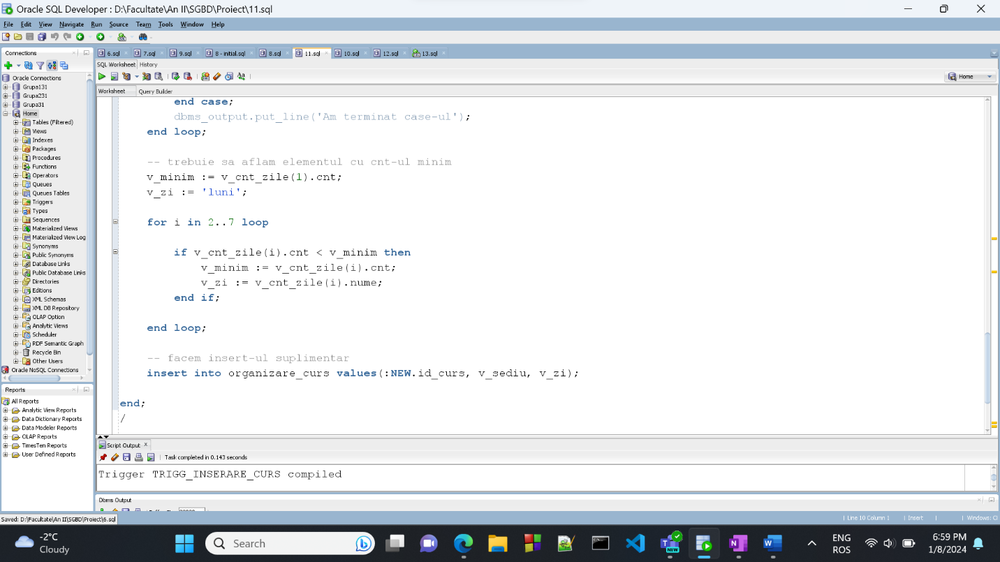 Oracle SQL Developer : D:\Facultate\An II\SGBD\Proiect\11.sql
File Edit View Navigate Run Source Team Tools Window Help
Connections
Oracle Connections
Grupa131
Grupa231
Grupa31
Home
Tables (Filtered)
Views
Indexes
Packages
Procedures
Functions
Operators
Queues
Queues Tables
Triggers
Types
Sequences
Materialized Views
Materialized View Log
Synonyms
Public Synonyms
Database Links
Public Database Links
Directories
Editions
XML Schemas
XML DB Repository
OLAP Option
Analytic Views
Scheduler
RDF Semantic Graph
Recycle Bin
Other Users
Oracle NoSQL Connections
Reports
All Reports
Analytic View Reports
Data Dictionary Reports
Data Modeler Reports
OLAP Reports
TimesTen Reports
User Defined Reports
6.sql 7.sql 9.sql 8 - initial.sql 8.sql 11.sql 10.sql 12.sql 13.sql
SQL Worksheet History
Home
Worksheet Query Builder
end case;
dbms_output.put_line('Am terminat case-ul');
end loop;
-- trebuie sa aflam elementul cu cnt-ul minim
v_minim := v_cnt_zile(1).cnt;
v_zi := 'luni';
for i in 2..7 loop
if v_cnt_zile(i).cnt < v_minim then
v_minim := v_cnt_zile(i).cnt;
v_zi := v_cnt_zile(i).nume;
end if;
end loop;
-- facem insert-ul suplimentar
insert into organizare_curs values(:NEW.id_curs, v_sediu, v_zi);
end;
/
Script Output
Task completed in 0.143 seconds
Trigger TRIGG_INSERARE_CURS compiled
Dbms Output
Saved: D:\Facultate\An II\SGBD\Proiect\6.sql
Line 10 Column 1 Insert Windows: C
-2°C
Cloudy
Search
NEW
ENG
ROS
6:59 PM
1/8/2024